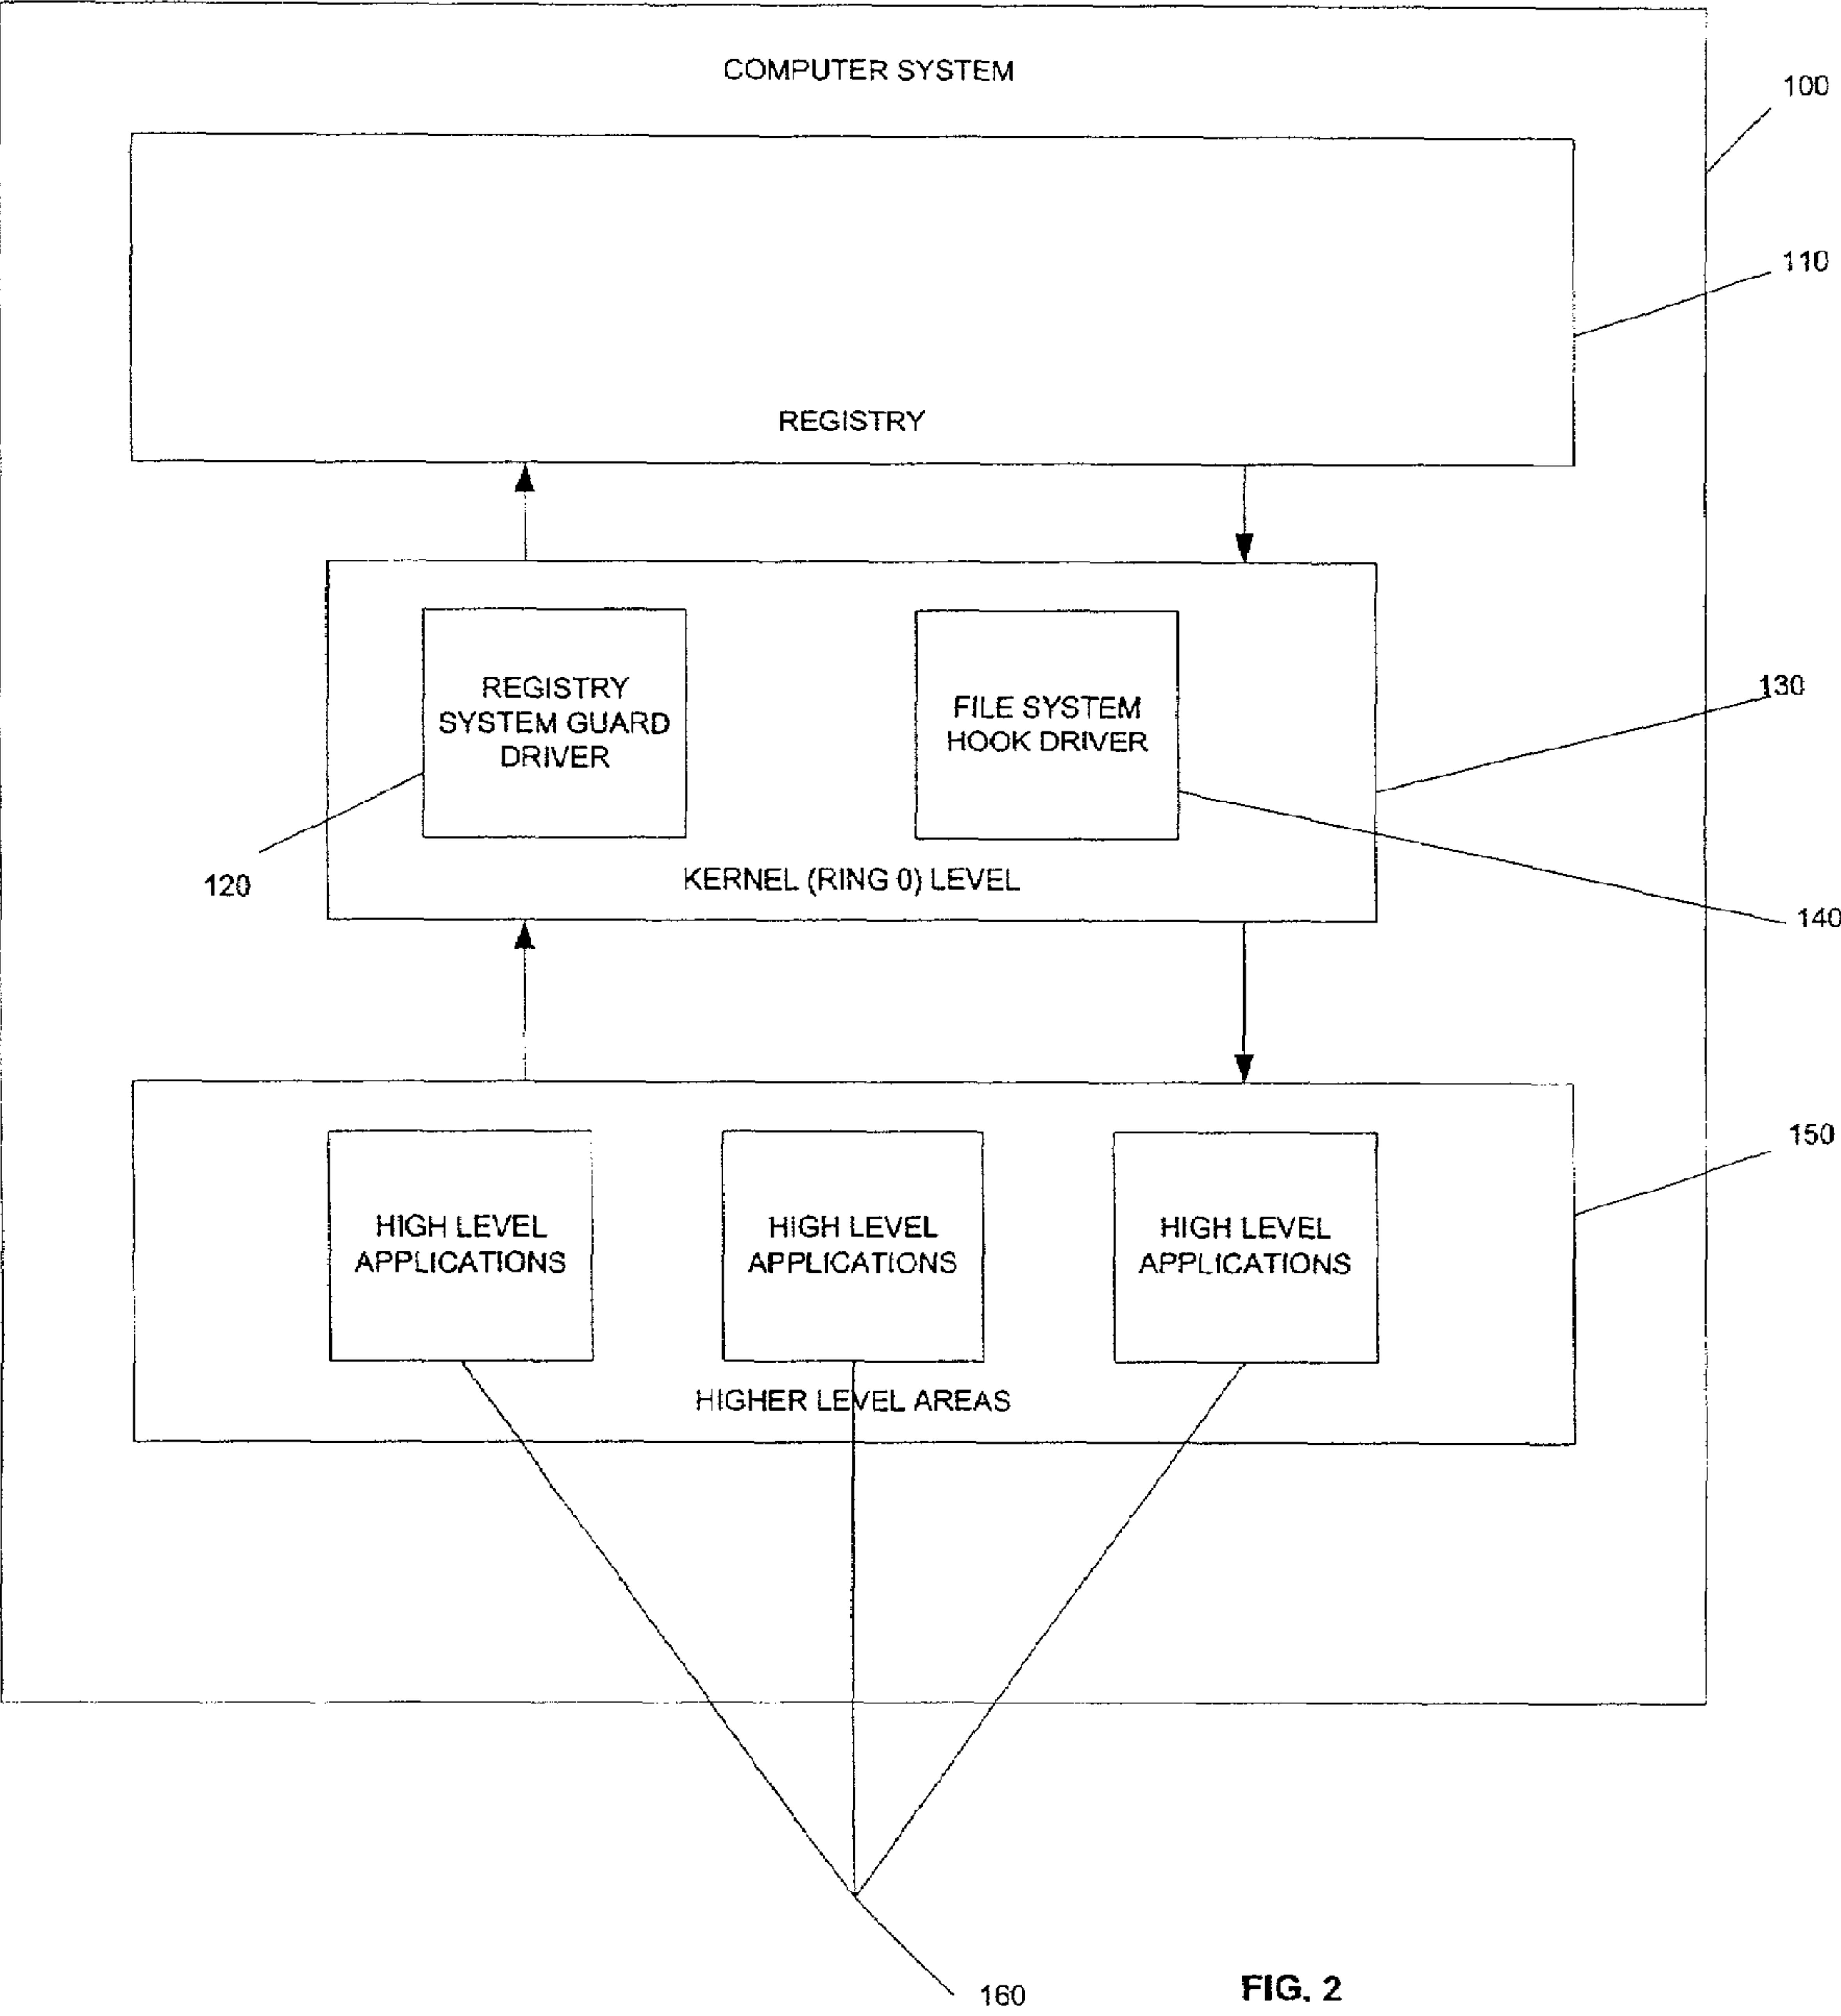 COMPUTER SYSTEM
100
110
REGISTRY
REGISTRY
SYSTEM GUARD
DRIVER
FILE SYSTEM
HOOK DRIVER
130
120
KERNEL (RING 0) LEVEL
140
150
HIGH LEVEL
APPLICATIONS
HIGH LEVEL
APPLICATIONS
HIGH LEVEL
APPLICATIONS
HIGHER LEVEL AREAS
160
FIG. 2